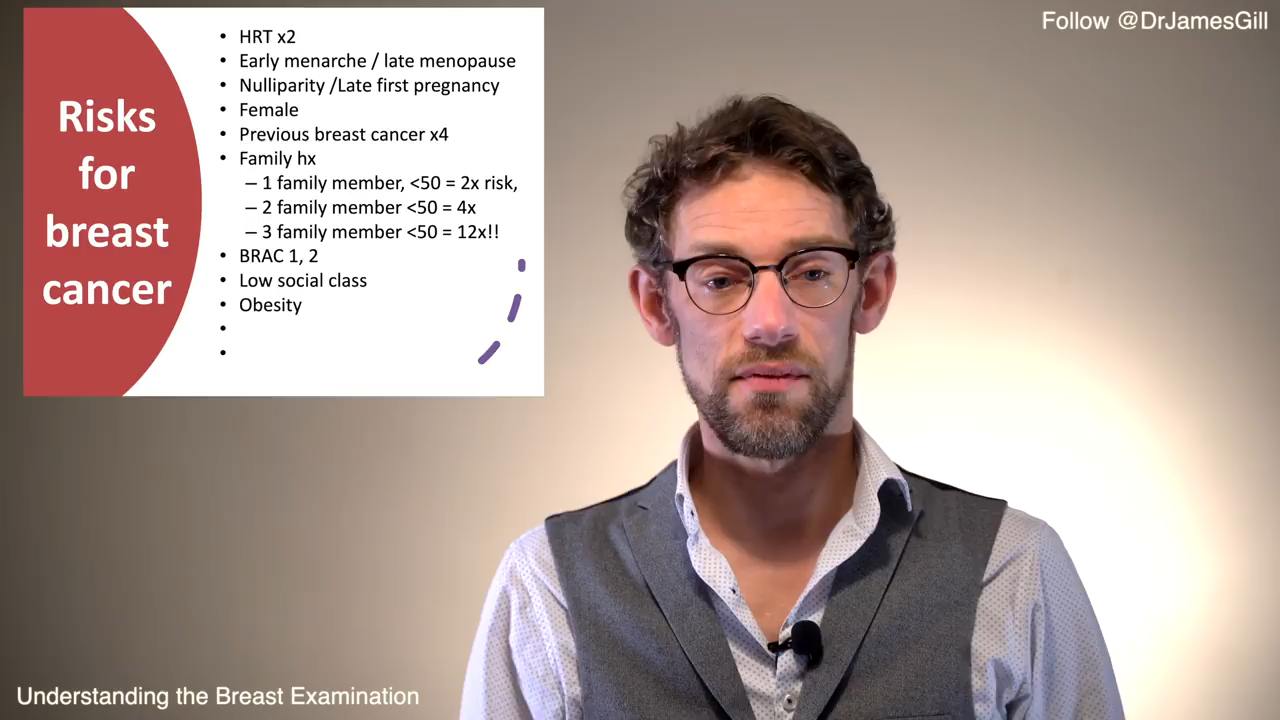 Follow @DrJamesGill
Risks
for
breast
cancer
• HRT x2
• Early menarche / late menopause
• Nulliparity /Late first pregnancy
• Female
• Previous breast cancer x4
• Family hx
– 1 family member, <50 = 2x risk,
– 2 family member <50 = 4x
– 3 family member <50 = 12x!!
• BRAC 1, 2
• Low social class
• Obesity
•
•
Understanding the Breast Examination